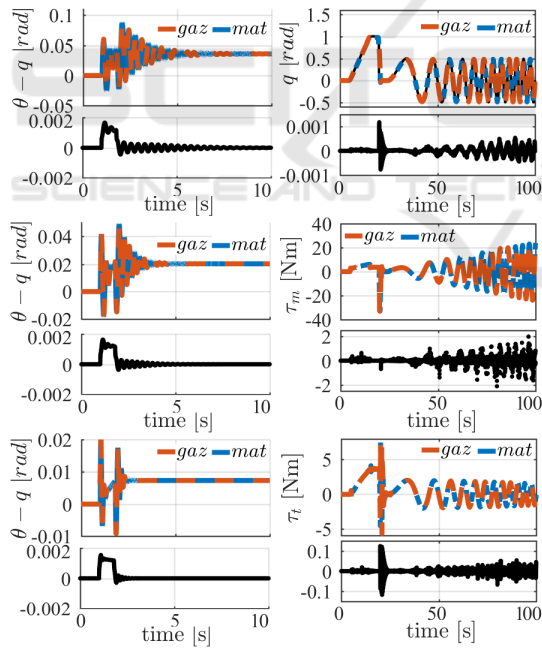 θ − q [rad]
0.1
0.05
0
-0.05
gaz mat
0.002
0
-0.002
0 5 10
time [s]
q [rad]
1.5
1
0.5
0
-0.5
gaz mat
0.001
0
-0.001
0 50 100
time [s]
θ − q [rad]
0.04
0.02
0
-0.02
gaz mat
0.002
0
-0.002
0 5 10
τm [Nm]
40
20
0
-20
-40
gaz mat
2
0
-2
0 50 100
θ − q [rad]
0.02
0.01
0
-0.01
gaz mat
0.002
0
-0.002
0 5 10
time [s]
τt [Nm]
5
0
-5
gaz mat
0.1
0
-0.1
0 50 100
time [s]
SCIENCE AND TECH